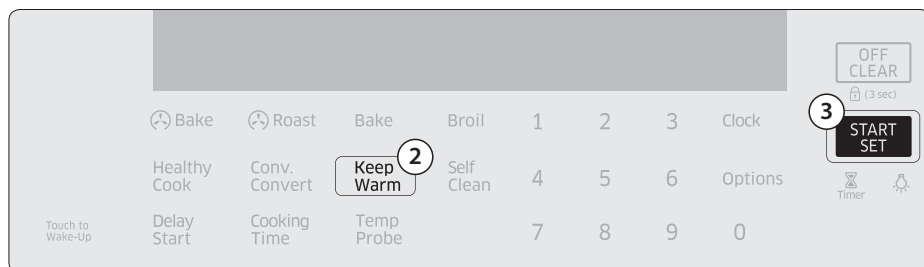 OFF
CLEAR
(3 sec)
Bake Roast Bake Broil 1 2 3 Clock
3
START
SET
Healthy
Cook
Conv.
Convert
Keep
Warm
2
Self
Clean
4 5 6 Options
Timer
Touch to
Wake-Up
Delay
Start
Cooking
Time
Temp
Probe
7 8 9 0